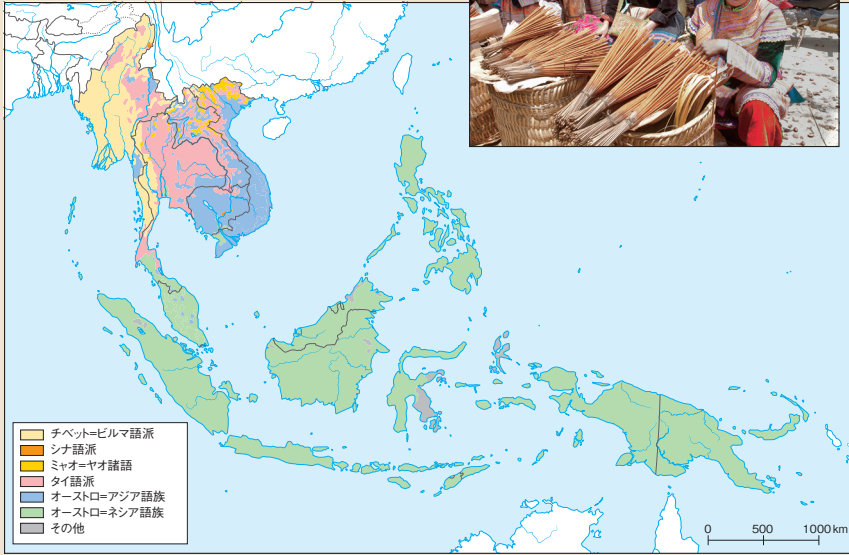 チベット=ビルマ語派
シナ語派
ミャオ=ヤオ諸語
タイ語派
オーストロ=アジア語族
オーストロ=ネシア語族
その他
0 500 1000km